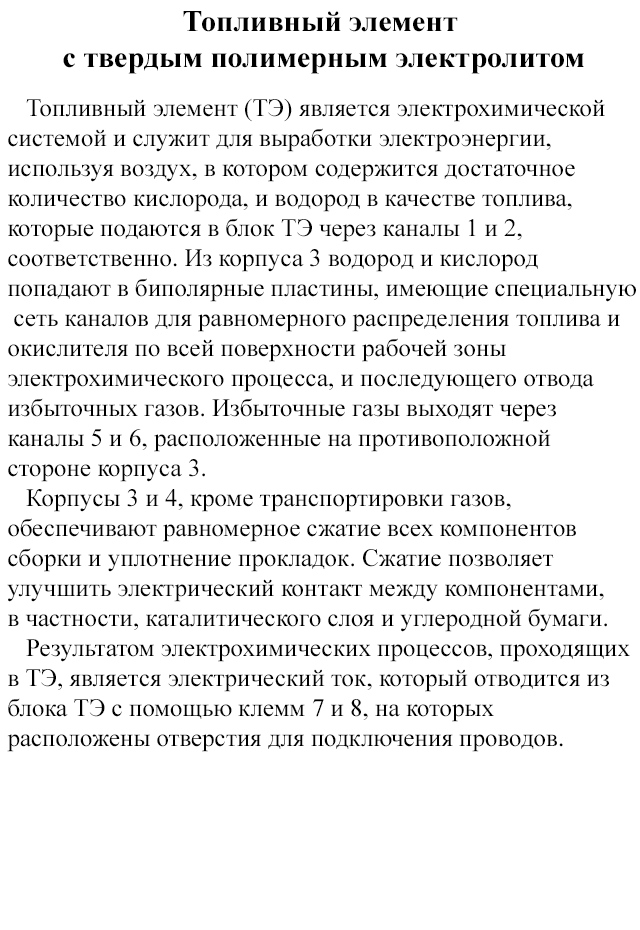 Топливный элемент
с твердым полимерным электролитом
Топливный элемент (ТЭ) является электрохимической
системой и служит для выработки электроэнергии,
используя воздух, в котором содержится достаточное
количество кислорода, и водород в качестве топлива,
которые подаются в блок ТЭ через каналы 1 и 2,
соответственно. Из корпуса 3 водород и кислород
попадают в биполярные пластины, имеющие специальную
сеть каналов для равномерного распределения топлива и
окислителя по всей поверхности рабочей зоны
электрохимического процесса, и последующего отвода
избыточных газов. Избыточные газы выходят через
каналы 5 и 6, расположенные на противоположной
стороне корпуса 3.
Корпусы 3 и 4, кроме транспортировки газов,
обеспечивают равномерное сжатие всех компонентов
сборки и уплотнение прокладок. Сжатие позволяет
улучшить электрический контакт между компонентами,
в частности, каталитического слоя и углеродной бумаги.
Результатом электрохимических процессов, проходящих
в ТЭ, является электрический ток, который отводится из
блока ТЭ с помощью клемм 7 и 8, на которых
расположены отверстия для подключения проводов.